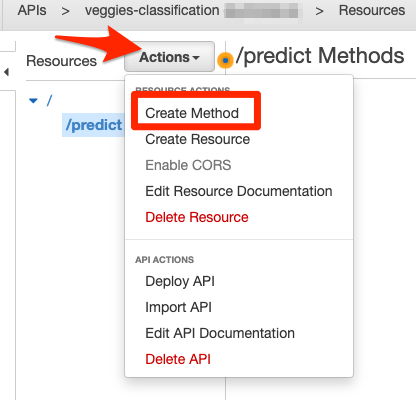 APIs > veggies-classification > Resources
Resources
Actions
/predict Methods
/
/predict
RESOURCE ACTIONS
Create Method
Create Resource
Enable CORS
Edit Resource Documentation
Delete Resource
API ACTIONS
Deploy API
Import API
Edit API Documentation
Delete API